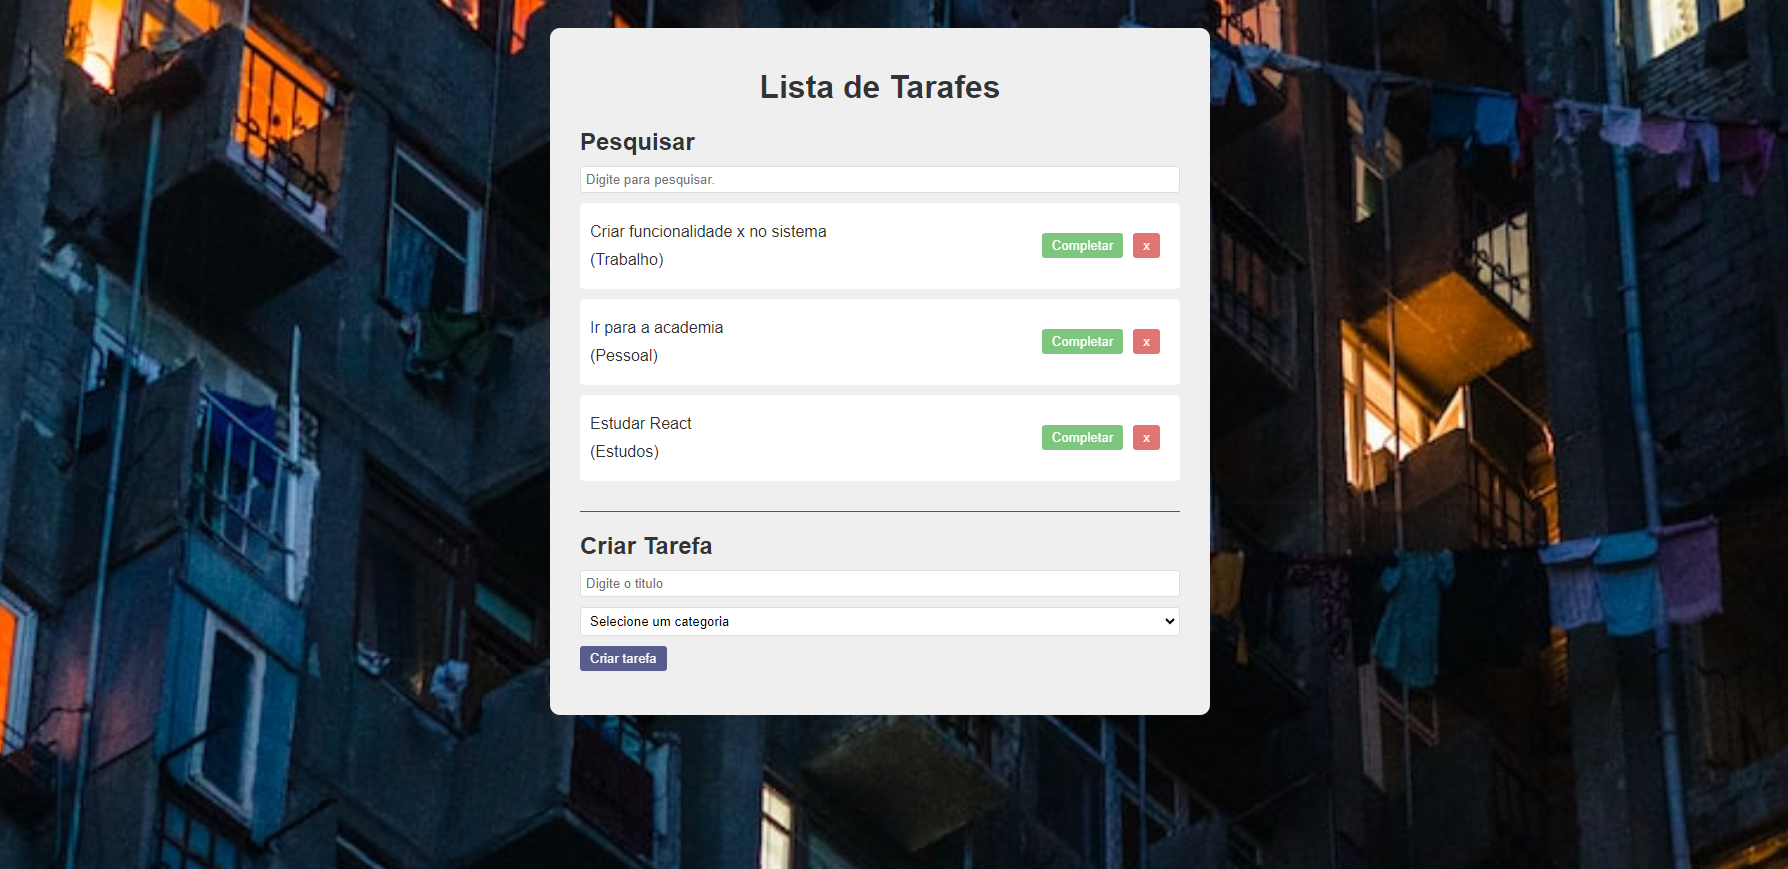 Lista de Tarafes
Pesquisar
Digite para pesquisar.
Criar funcionalidade x no sistema
(Trabalho)
Completar x
Ir para a academia
(Pessoal)
Completar x
Estudar React
(Estudos)
Completar x
Criar Tarefa
Digite o titulo
Selecione um categoria
Criar tarefa